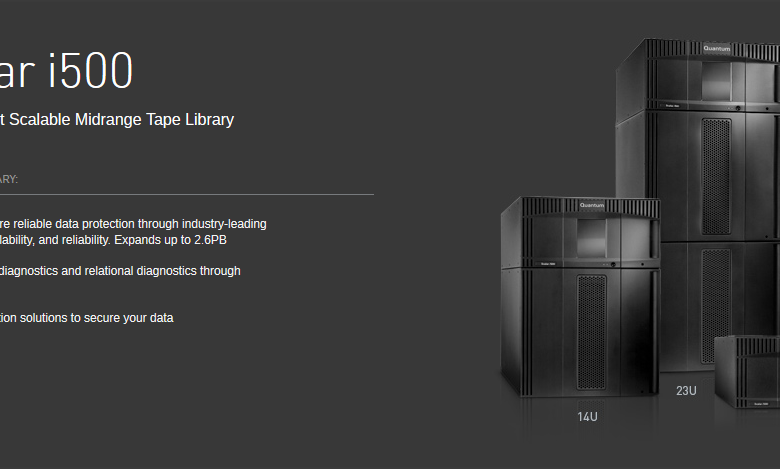 ar i500
t Scalable Midrange Tape Library
ARY:
re reliable data protection through industry-leading
lability, and reliability. Expands up to 2.6PB
diagnostics and relational diagnostics through
tion solutions to secure your data
Quantum
Quantum
23U
14U